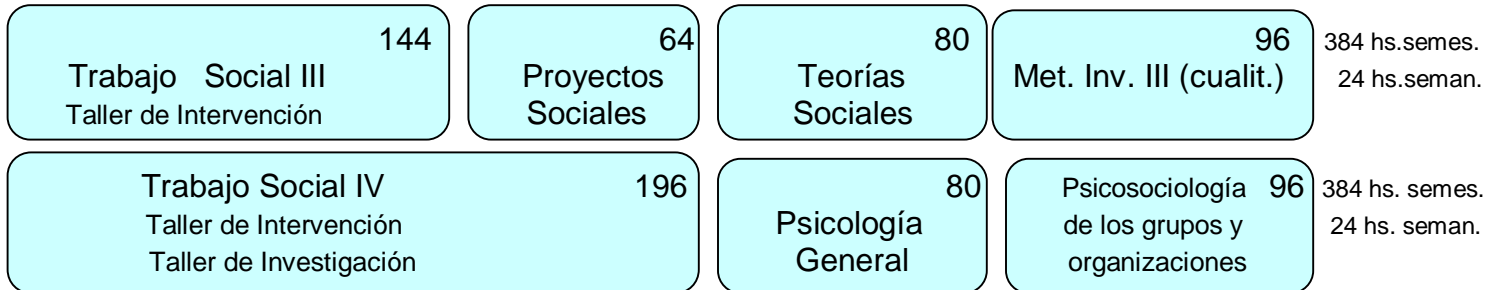 144
Trabajo Social III
Taller de Intervención
64
Proyectos
Sociales
80
Teorías
Sociales
96
Met. Inv. III (cualit.)
384 hs.semes.
24 hs.seman.
Trabajo Social IV 196
Taller de Intervención
Taller de Investigación
80
Psicología
General
Psicosociología 96
de los grupos y
organizaciones
384 hs. semes.
24 hs. seman.